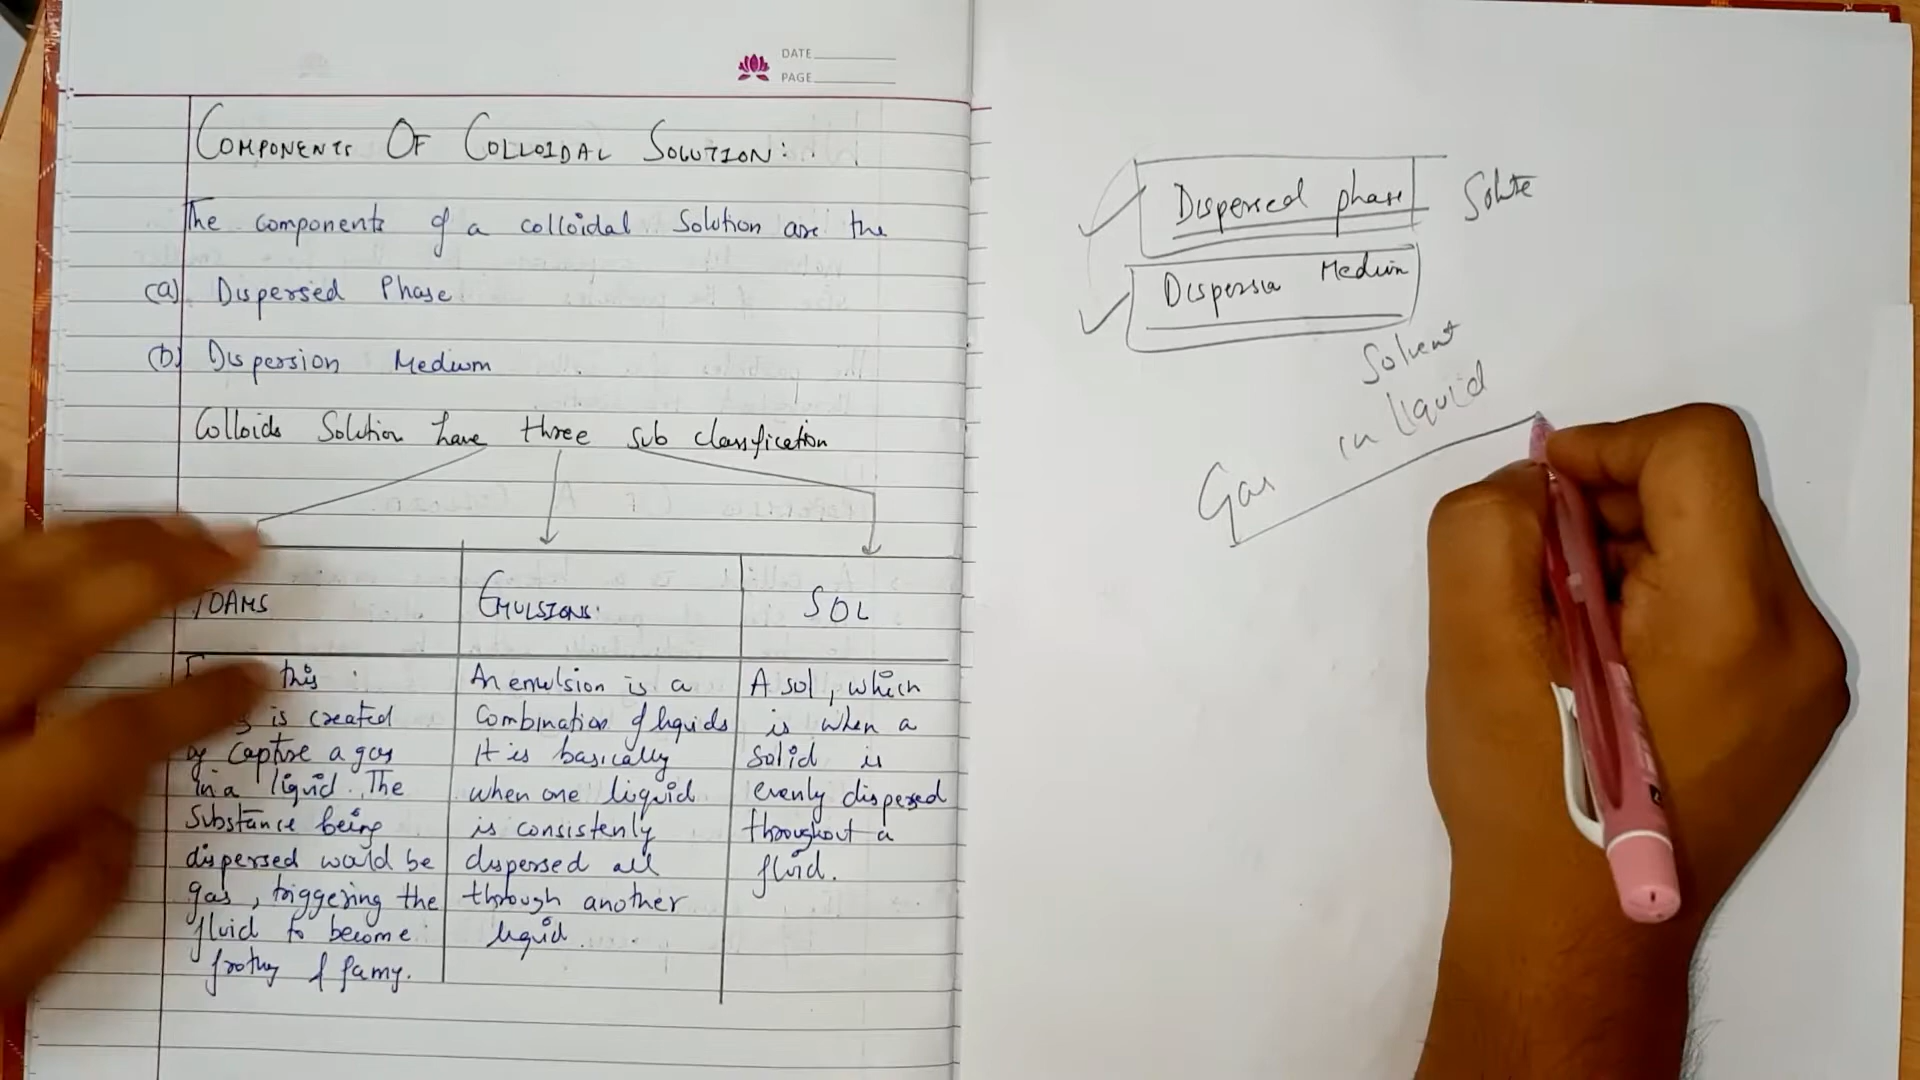 DATE
PAGE
COMPONENTS OF COLLOIDAL SOLUTION:
The components of a colloidal Solution are the
(a) Dispersed Phase
(b) Dispersion Medium
Colloids Solution have three sub classfication
FOAMS
this
is created
capture a gas
in a liquid. The
Substance being
dispersed would be
gas, triggering the
fluid to become
frothy & famy.
EMULSIONS:
An emulsion is a
Combination of liquids
It is basically
when one liquid
is consistenly
dispersed all
through another
liquid.
SOL
A sol, which
is when a
Solid is
evenly dispersed
throughout a
fluid.
Dispersed phase Solute
Dispersion Medium
Solvent
Gas in liquid